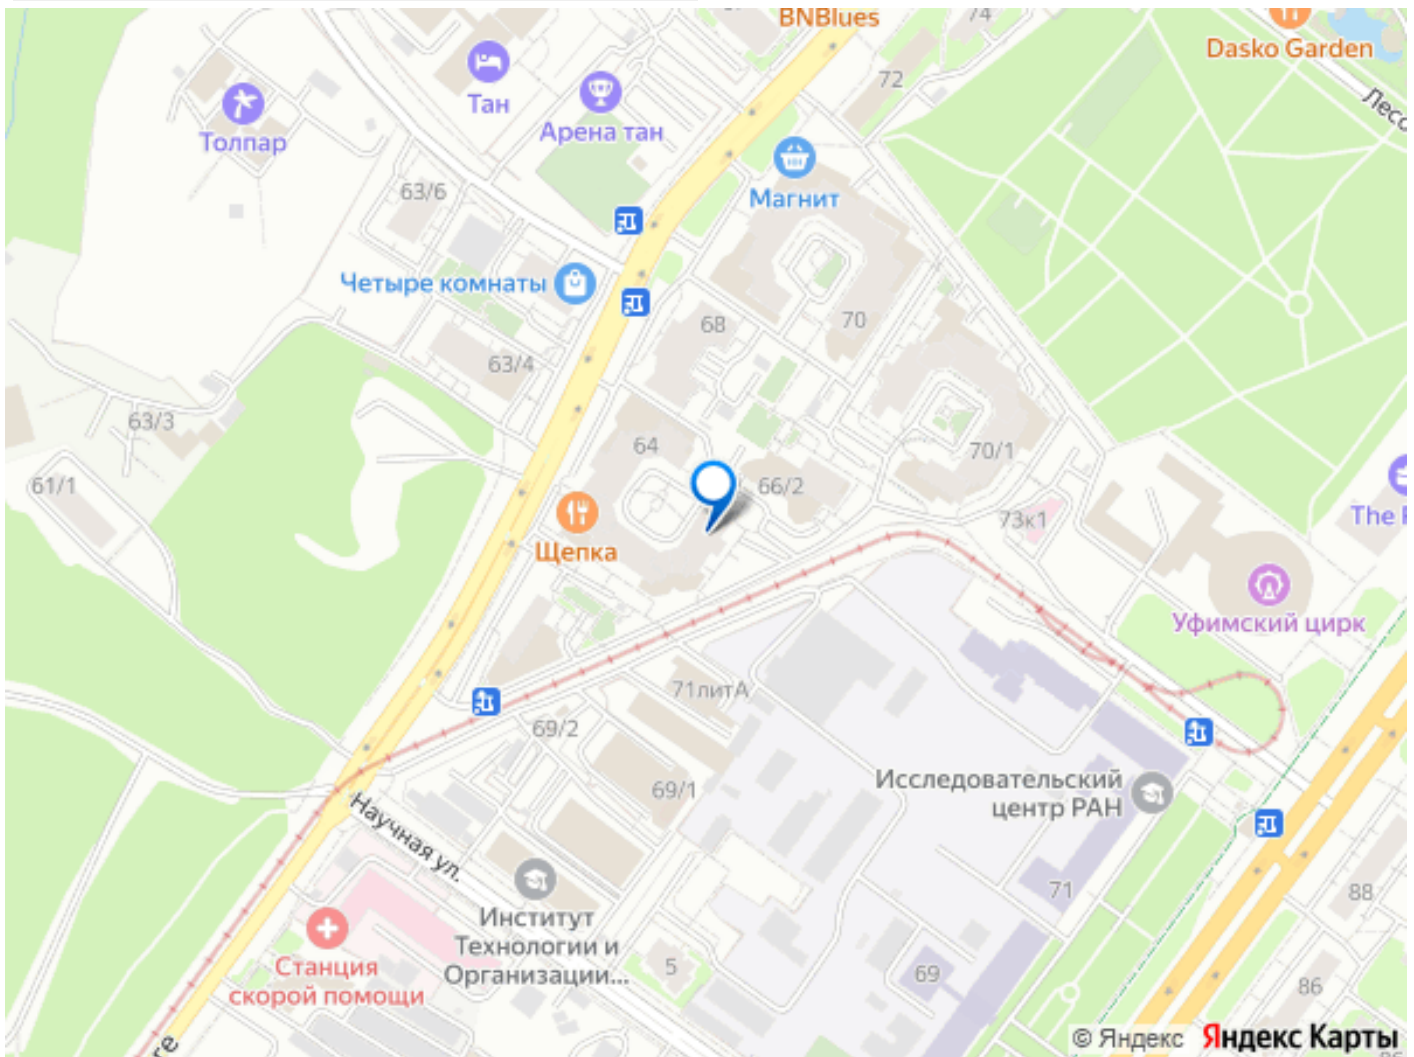 BNBlues
74
Dasko Garden
72
Тан
Арена тан
Толпар
63/6
Магнит
Четыре комнаты
68
70
63/4
63/3
64
70/1
61/1
66/2
73к1
Щепка
Уфимский цирк
71литА
69/2
69/1
Исследовательский
центр РАН
Научная ул.
71
88
Институт
Технологии и
Организации...
Станция
скорой помощи
5
69
86
© Яндекс Яндекс Карты